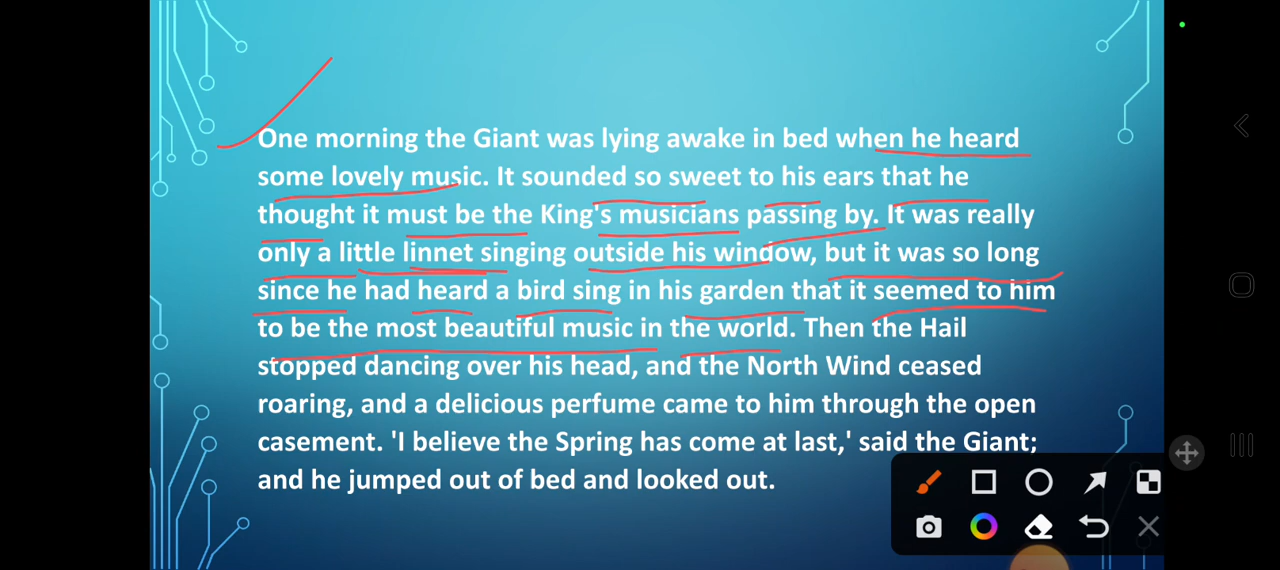 One morning the Giant was lying awake in bed when he heard
some lovely music. It sounded so sweet to his ears that he
thought it must be the King's musicians passing by. It was really
only a little linnet singing outside his window, but it was so long
since he had heard a bird sing in his garden that it seemed to him
to be the most beautiful music in the world. Then the Hail
stopped dancing over his head, and the North Wind ceased
roaring, and a delicious perfume came to him through the open
casement. 'I believe the Spring has come at last,' said the Giant;
and he jumped out of bed and looked out.